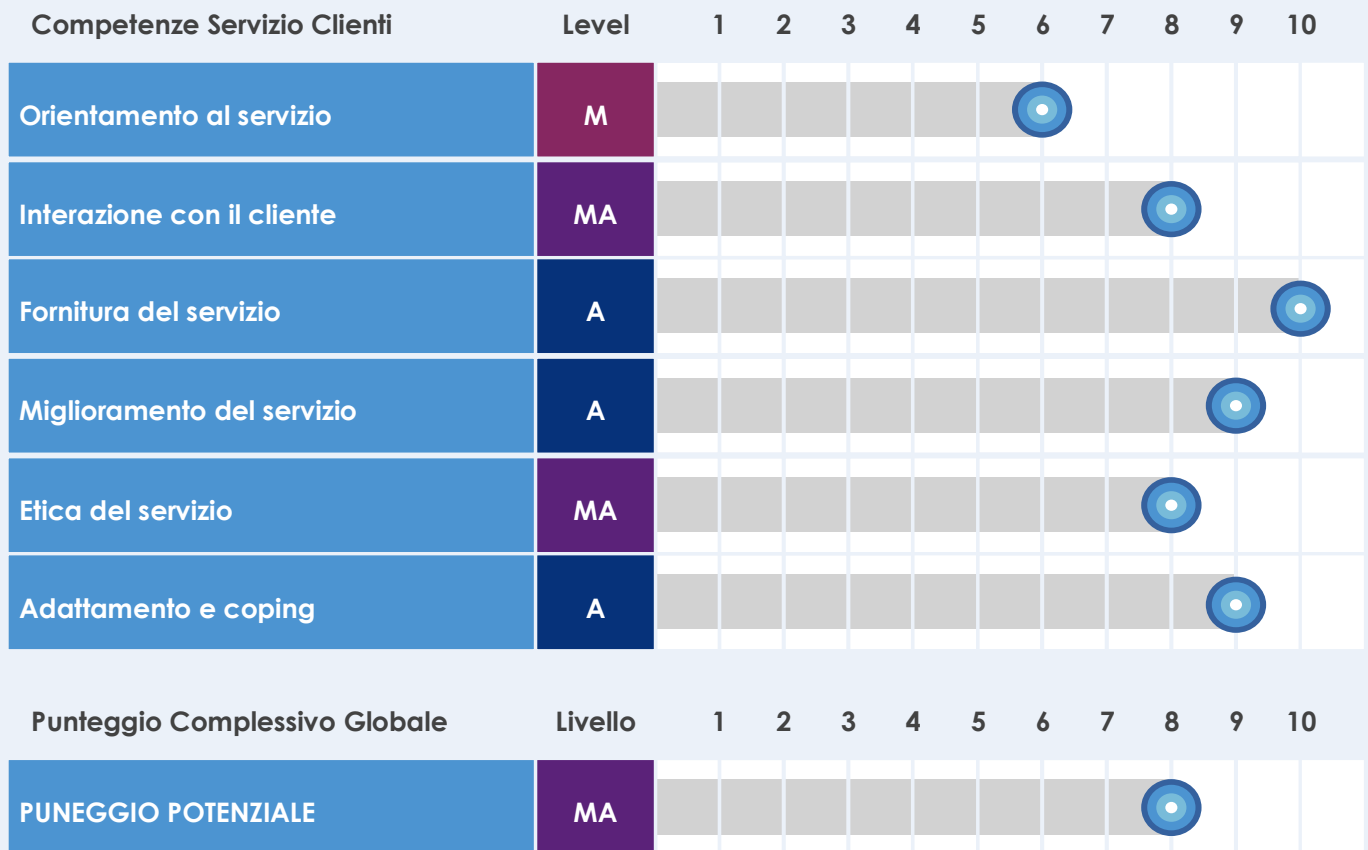 Competenze Servizio Clienti Level 1 2 3 4 5 6 7 8 9 10
Orientamento al servizio M
Interazione con il cliente MA
Fornitura del servizio A
Miglioramento del servizio A
Etica del servizio MA
Adattamento e coping A
Punteggio Complessivo Globale Livello 1 2 3 4 5 6 7 8 9 10
PUNEGGIO POTENZIALE MA